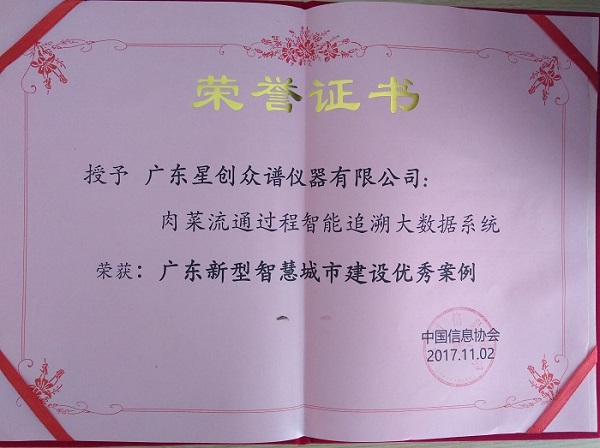 荣誉证书
授予 广东星创众谱仪器有限公司：
肉菜流通过程智能追溯大数据系统
荣获：广东新型智慧城市建设优秀案例
中国信息协会
2017.11.02